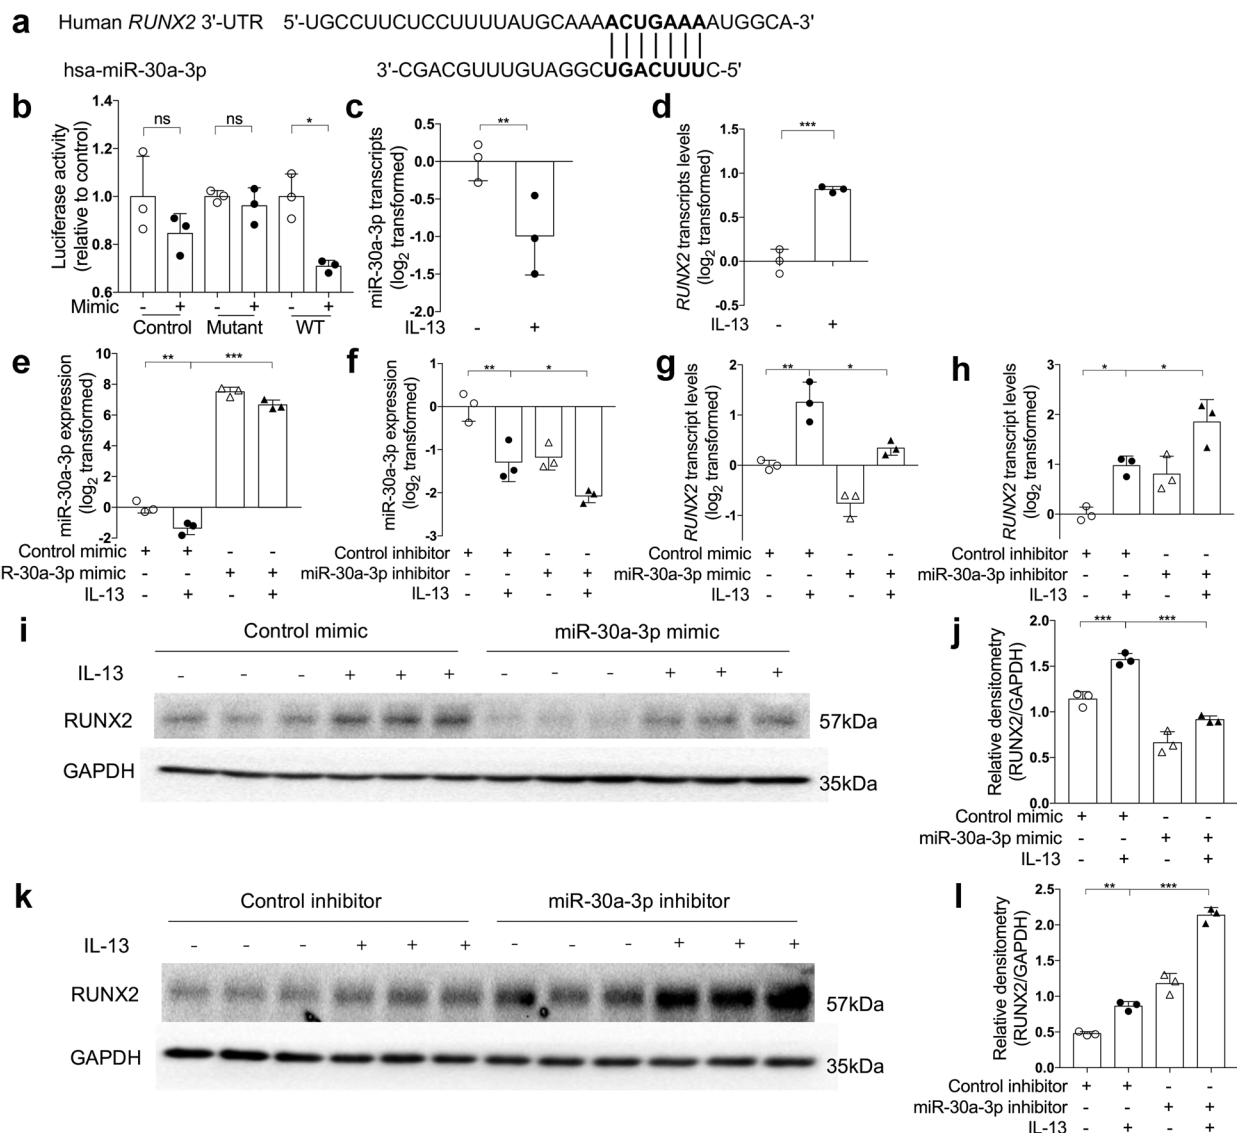 a Human RUNX2 3'-UTR 5'-UGCCUUCUCCUUUUAUGCAAAACUGAAAAUGGCA-3'
hsa-miR-30a-3p 3'-CGACGUUUGUAGGCUGACUUUC-5'
b
Luciferase activity
(relative to control)
1.4
1.2
1.0
0.8
0.6
ns ns *
Mimic - + - + - +
Control Mutant WT
c
miR-30a-3p transcripts
(log2 transformed)
0.5
0.0
-0.5
-1.0
-1.5
-2.0
**
IL-13 - +
d
RUNX2 transcripts levels
(log2 transformed)
1.5
1.0
0.5
0.0
-0.5
***
IL-13 - +
e
miR-30a-3p expression
(log2 transformed)
10
8
6
4
2
0
-2
** ***
Control mimic + + - -
R-30a-3p mimic - - + +
IL-13 - + - +
f
miR-30a-3p expression
(log2 transformed)
1
0
-1
-2
-3
** *
Control inhibitor + + - -
miR-30a-3p inhibitor - - + +
IL-13 - + - +
g
RUNX2 transcript levels
(log2 transformed)
2
1
0
-1
** *
Control mimic + + - -
miR-30a-3p mimic - - + +
IL-13 - + - +
h
RUNX2 transcript levels
(log2 transformed)
3
2
1
0
* *
Control inhibitor + + - -
miR-30a-3p inhibitor - - + +
IL-13 - + - +
i
Control mimic miR-30a-3p mimic
IL-13 - - - + + + - - - + + +
RUNX2 57kDa
GAPDH 35kDa
j
Relative densitometry
(RUNX2/GAPDH)
2.0
1.5
1.0
0.5
0.0
*** ***
Control mimic + + - -
miR-30a-3p mimic - - + +
IL-13 - + - +
k
Control inhibitor miR-30a-3p inhibitor
IL-13 - - - + + + - - - + + +
RUNX2 57kDa
GAPDH 35kDa
l
Relative densitometry
(RUNX2/GAPDH)
2.5
2.0
1.5
1.0
0.5
0.0
** ***
Control inhibitor + + - -
miR-30a-3p inhibitor - - + +
IL-13 - + - +